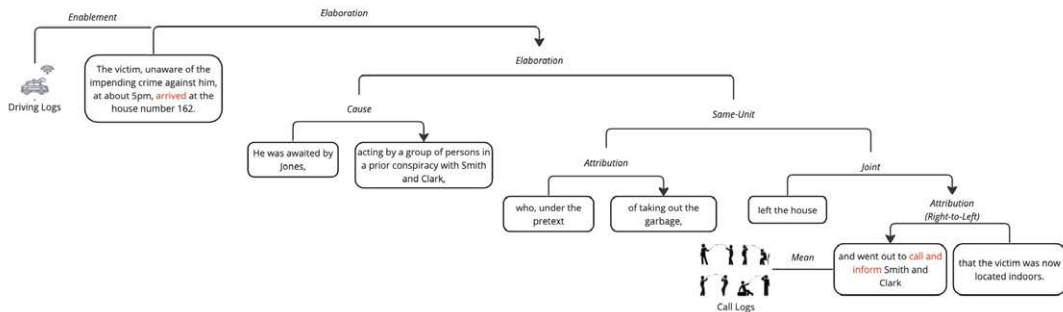 Enablement
Elaboration
Driving Logs
The victim, unaware of the
impending crime against him,
at about 5pm, arrived at the
house number 162.
Elaboration
Cause
Same-Unit
He was awaited by
Jones,
acting by a group of persons in
a prior conspiracy with Smith
and Clark,
Attribution
Joint
who, under the
pretext
of taking out the
garbage,
left the house
Attribution
(Right-to-Left)
Mean
and went out to call and
inform Smith and
Clark
that the victim was now
located indoors.
Call Logs